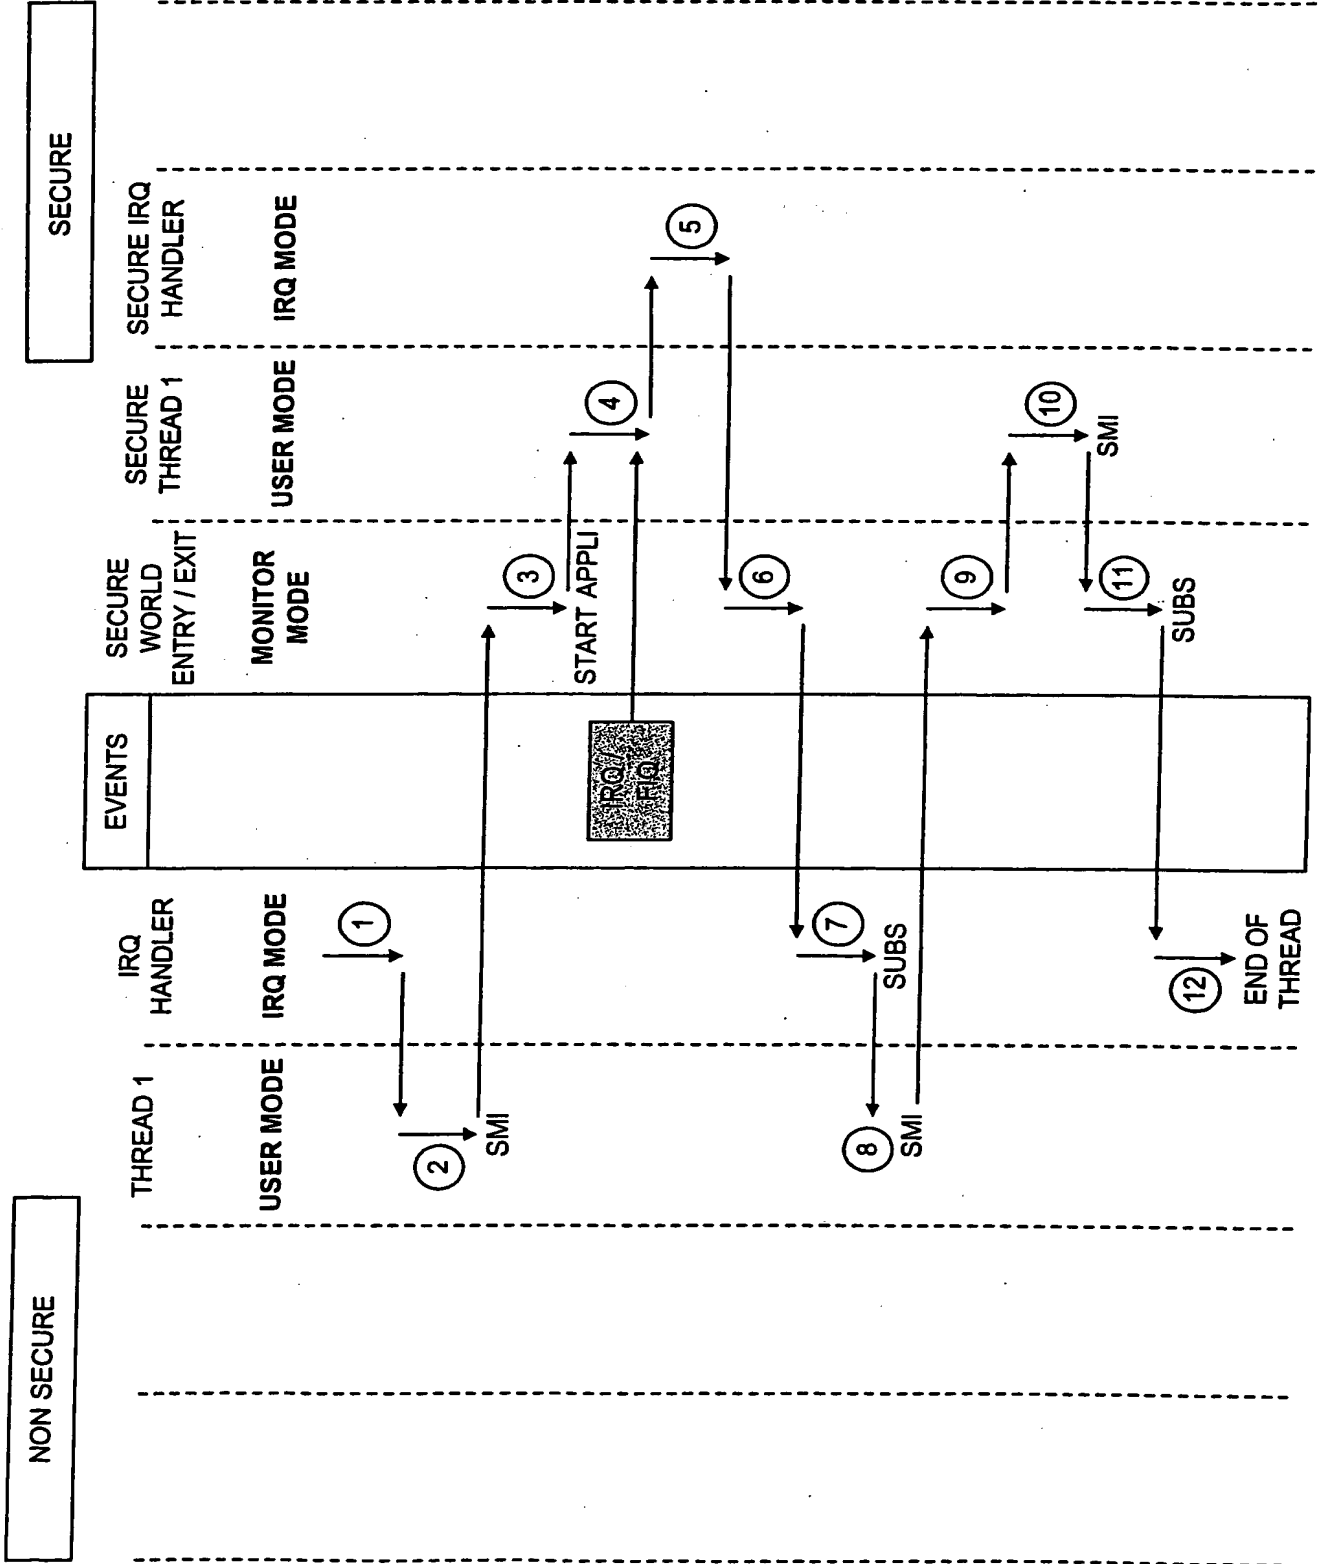 NON SECURE
SECURE
EVENTS
THREAD 1
IRQ
HANDLER
SECURE
WORLD
ENTRY / EXIT
SECURE
THREAD 1
SECURE IRQ
HANDLER
USER MODE
IRQ MODE
MONITOR
MODE
USER MODE
IRQ MODE
1
2
SMI
3
START APPLI
4
IRQ /
FIQ
5
6
7
SUBS
8
SMI
9
10
SMI
11
SUBS
12
END OF
THREAD